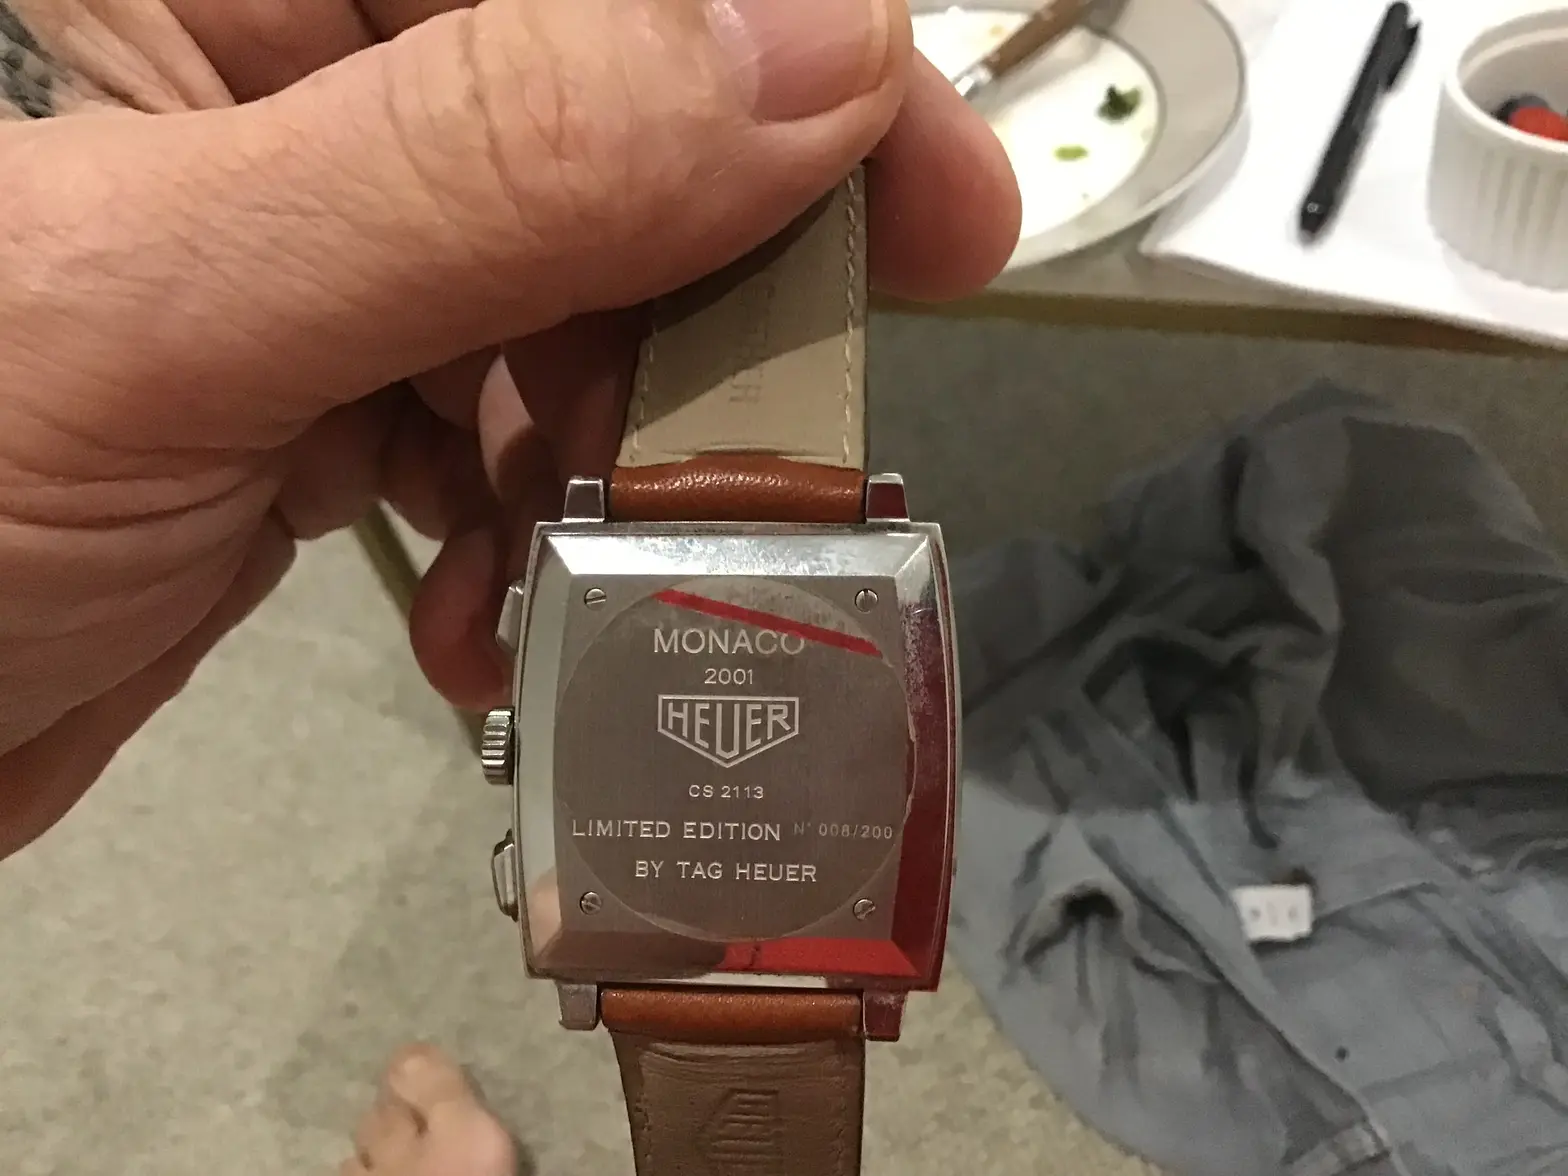 MONACO
2001
HEUER
CS 2113
LIMITED EDITION N° 008/200
BY TAG HEUER